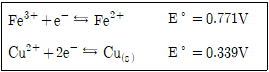 Fe³⁺ + e⁻ ⇆ Fe²⁺ E° = 0.771V
Cu²⁺ + 2e⁻ ⇆ Cu₍ₛ₎ E° = 0.339V